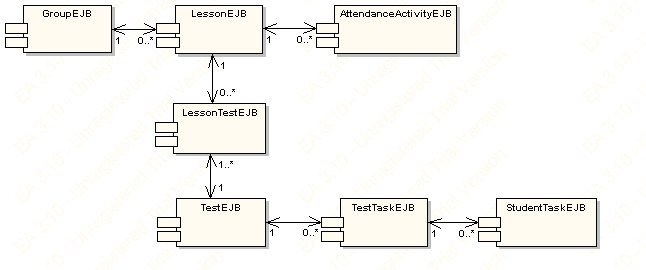 GroupEJB
LessonEJB
AttendanceActivityEJB
1
0..*
1
0..*
1
0..*
LessonTestEJB
1..*
1
TestEJB
TestTaskEJB
StudentTaskEJB
1
0..*
1
0..*